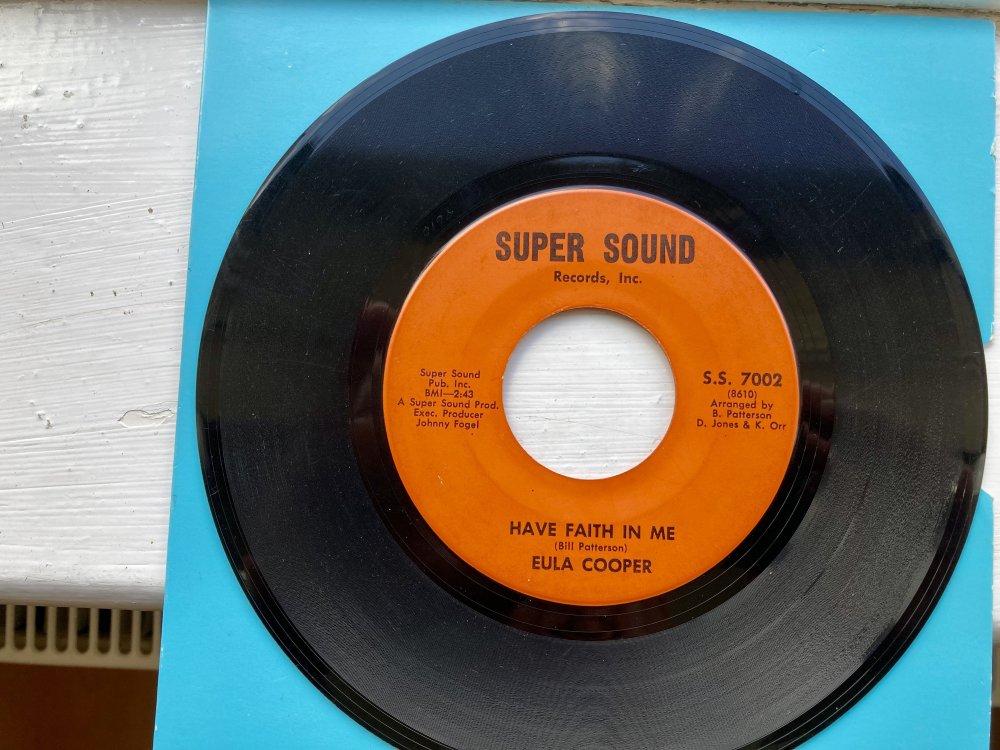 SUPER SOUND
Records, Inc.
Super Sound
Pub. Inc.
BMI—2:43
A Super Sound Prod.
Exec. Producer
Johnny Fogel
S.S. 7002
(8610)
Arranged by
B. Patterson
D. Jones & K. Orr
HAVE FAITH IN ME
(Bill Patterson)
EULA COOPER